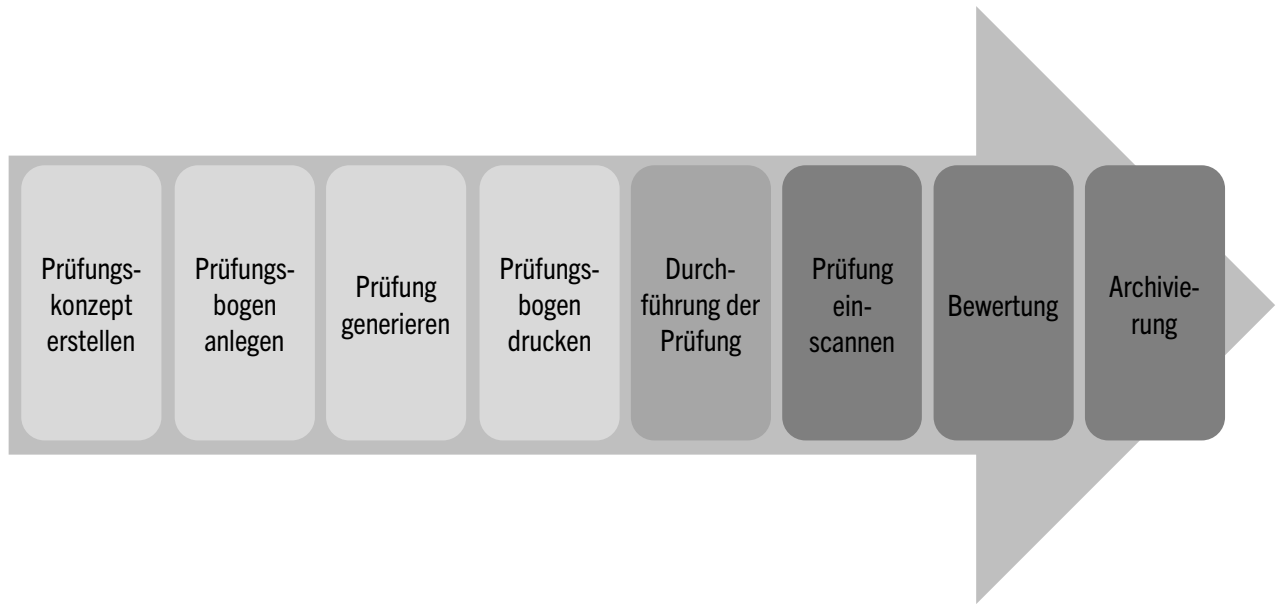 Prüfungs-
konzept
erstellen
Prüfungs-
bogen
anlegen
Prüfung
generieren
Prüfungs-
bogen
drucken
Durch-
führung der
Prüfung
Prüfung
ein-
scannen
Bewertung
Archivie-
rung